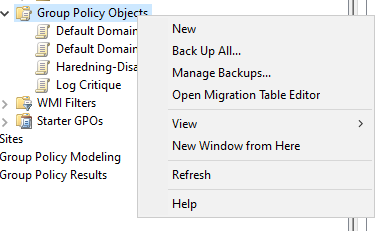 Group Policy Objects
Default Domain
Default Domain
Haredning-Disa
Log Critique
WMI Filters
Starter GPOs
Sites
Group Policy Modeling
Group Policy Results
New
Back Up All...
Manage Backups...
Open Migration Table Editor
View
New Window from Here
Refresh
Help